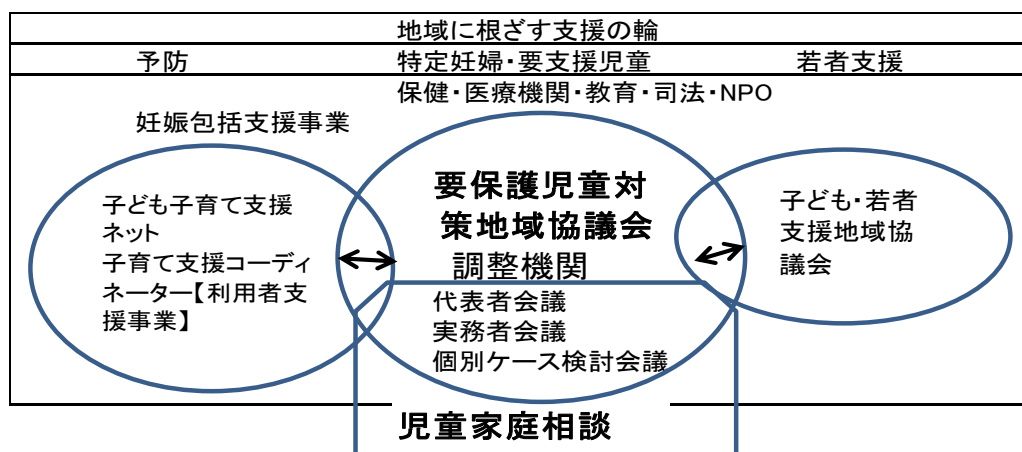 地域に根ざす支援の輪
予防
特定妊婦・要支援児童
若者支援
保健・医療機関・教育・司法・NPO
妊娠包括支援事業
子ども子育て支援
ネット
子育て支援コーディ
ネーター【利用者支
援事業】
要保護児童対
策地域協議会
調整機関
代表者会議
実務者会議
個別ケース検討会議
子ども・若者
支援地域協
議会
児童家庭相談